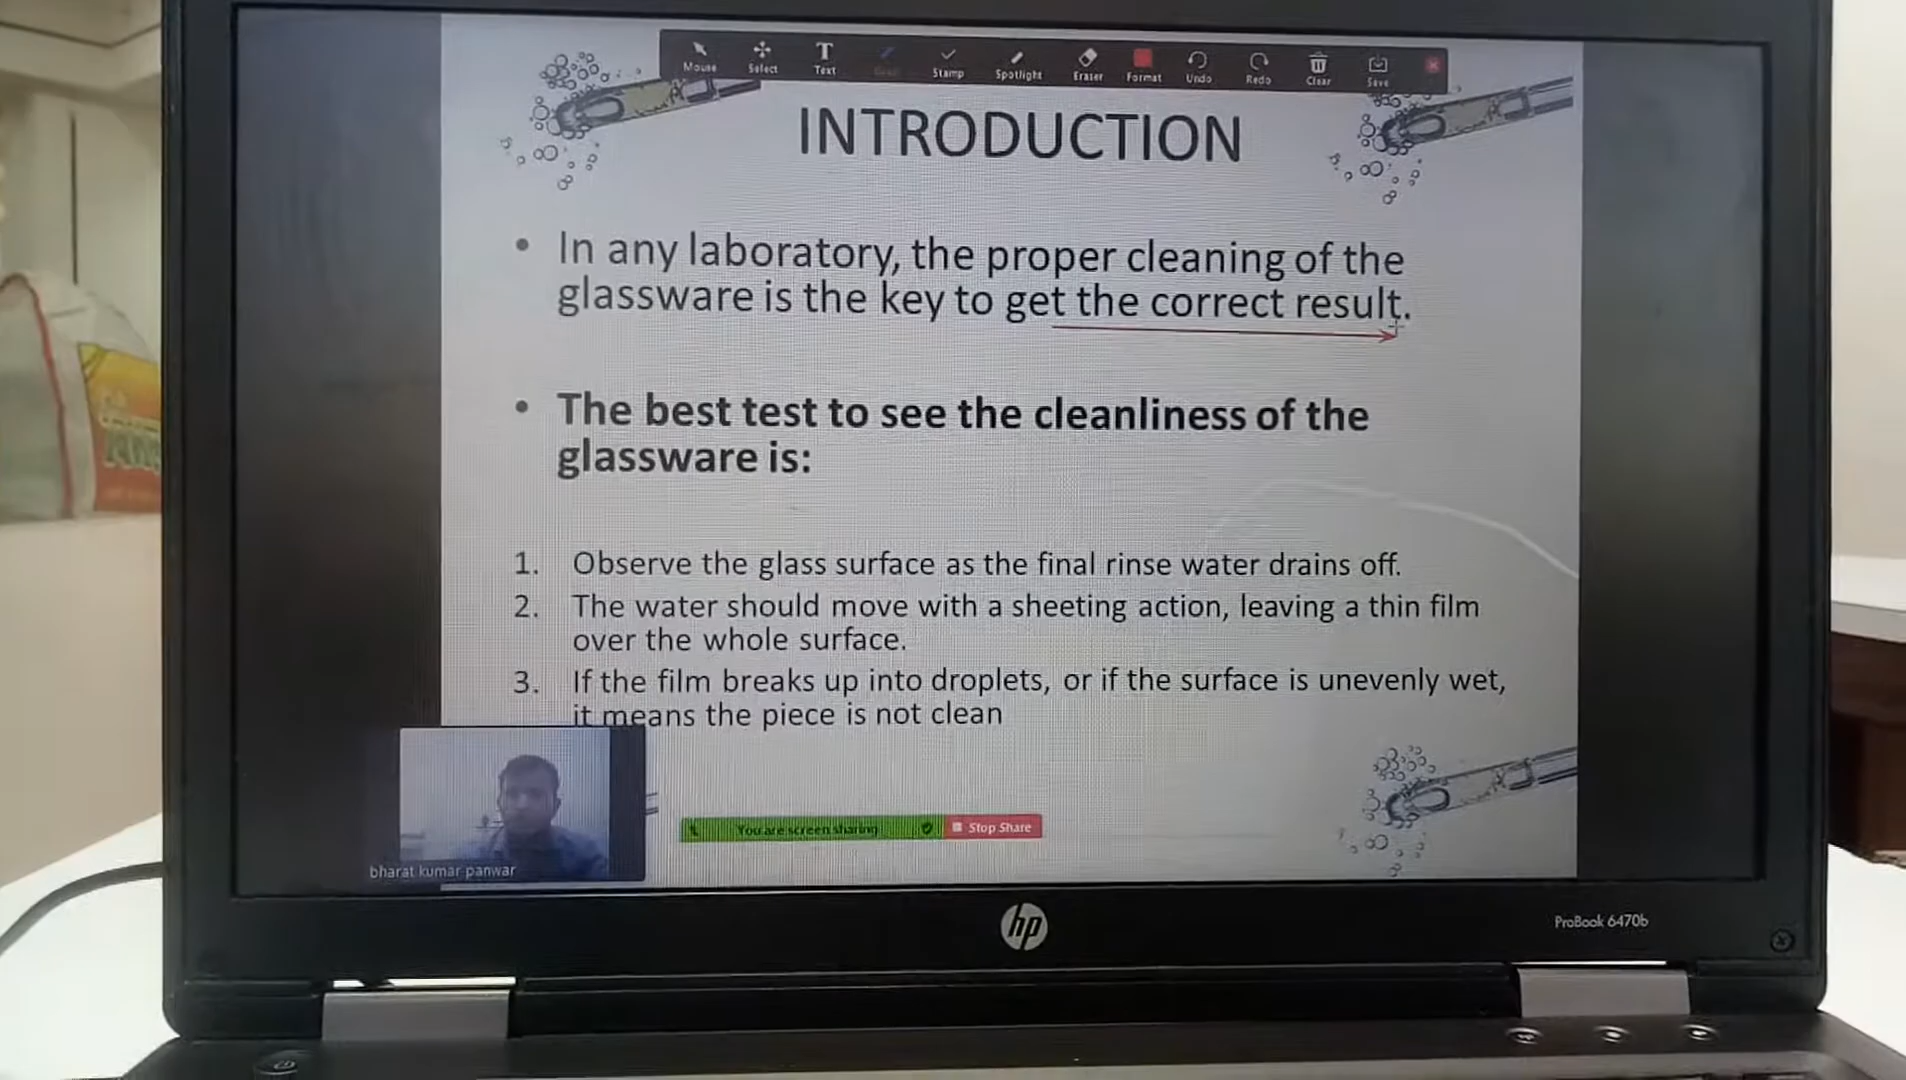 Mouse Select Text Stamp Spotlight Eraser Format Undo Redo Clear Save
INTRODUCTION
• In any laboratory, the proper cleaning of the
glassware is the key to get the correct result.
• The best test to see the cleanliness of the
glassware is:
1. Observe the glass surface as the final rinse water drains off.
2. The water should move with a sheeting action, leaving a thin film
over the whole surface.
3. If the film breaks up into droplets, or if the surface is unevenly wet,
it means the piece is not clean
You are screen sharing Stop Share
bharat kumar panwar
hp
ProBook 6470b